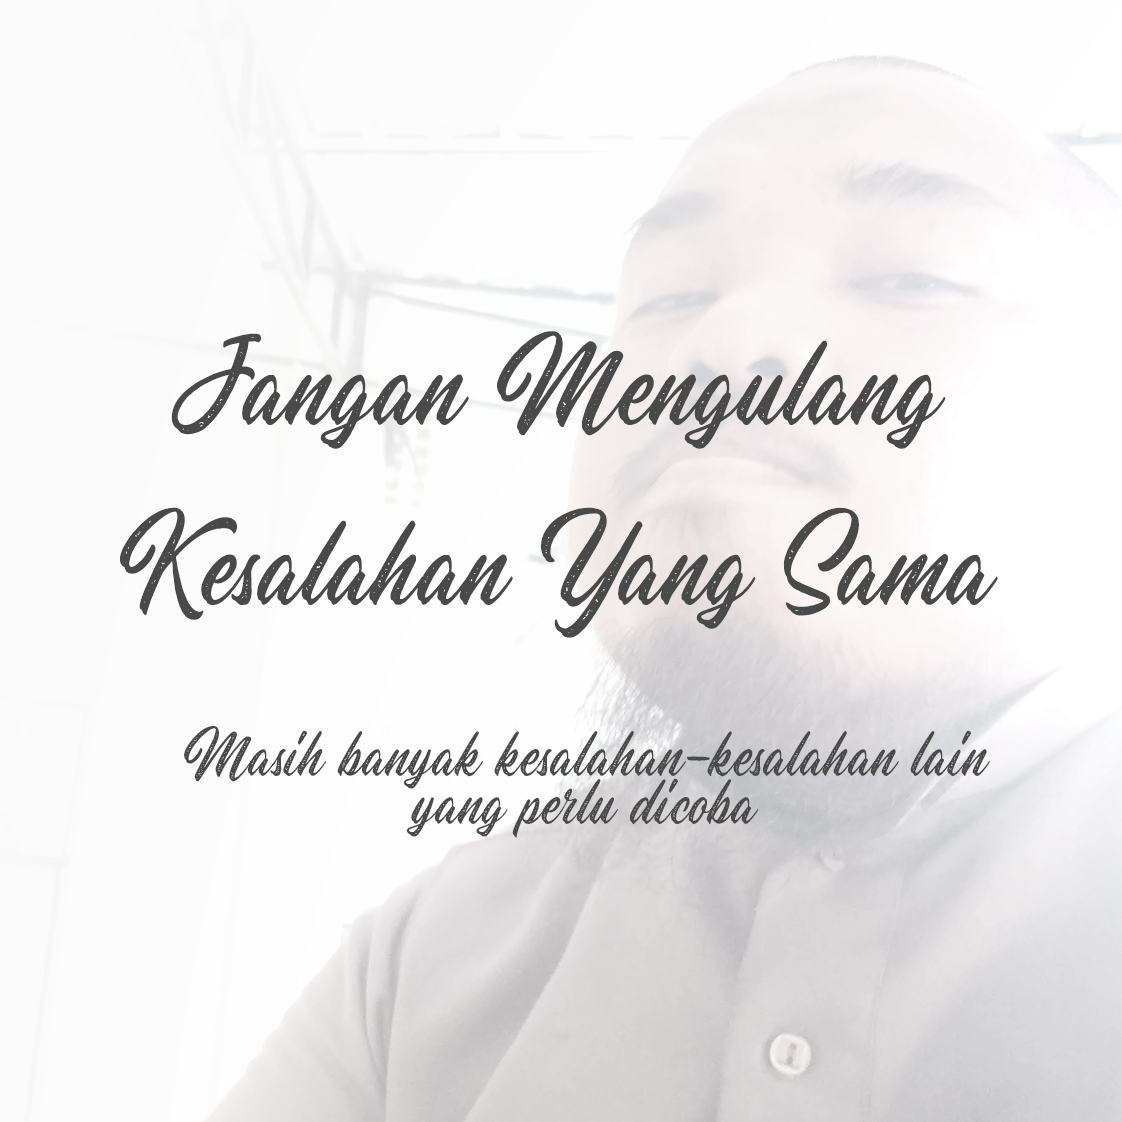 Jangan Mengulang
Kesalahan Yang Sama
Masih banyak kesalahan-kesalahan lain
yang perlu dicoba